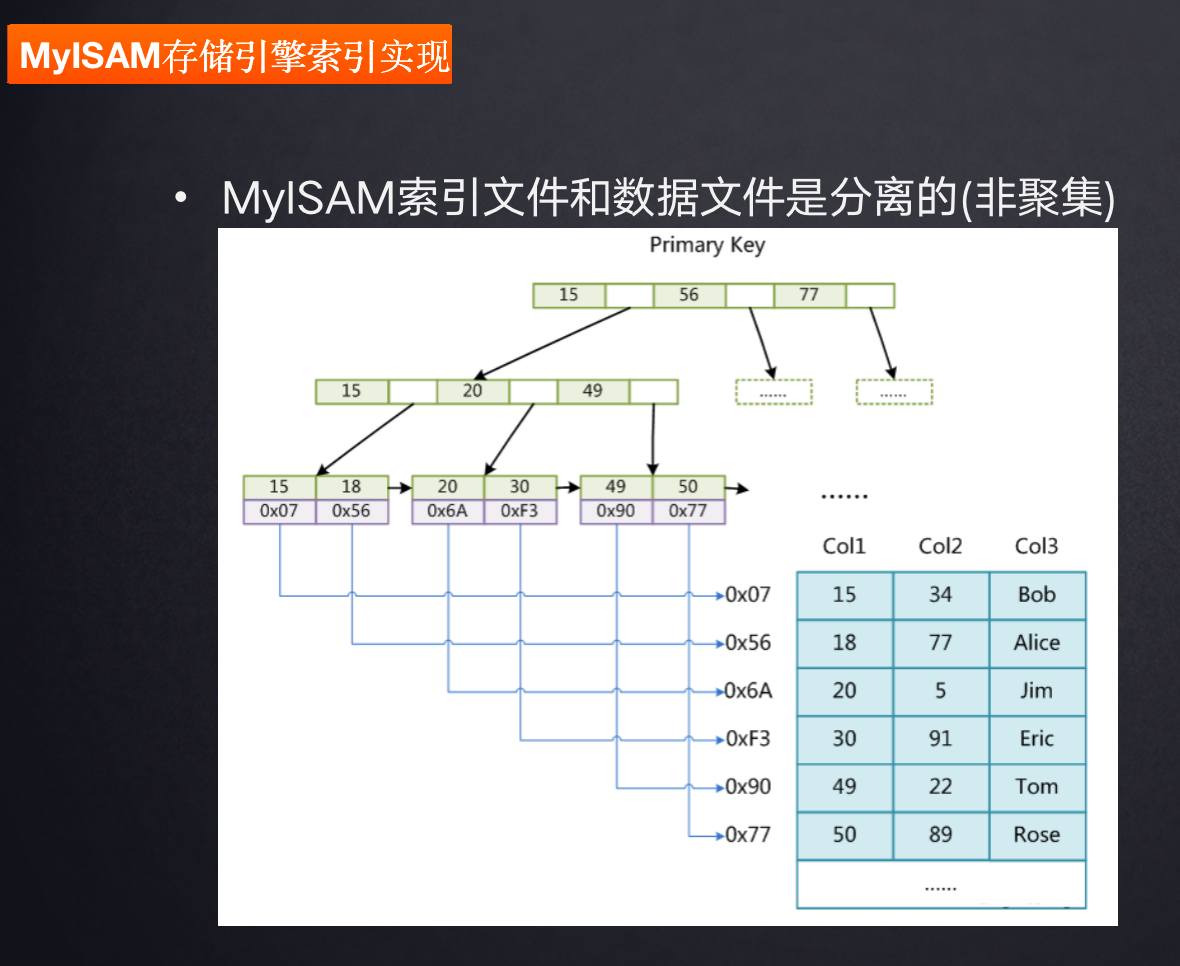 MyISAM存储引擎索引实现
• MyISAM索引文件和数据文件是分离的(非聚集)
Primary Key
15 56 77
15 20 49
...... ......
15 18 20 30 49 50
0x07 0x56 0x6A 0xF3 0x90 0x77
......
Col1 Col2 Col3
0x07 15 34 Bob
0x56 18 77 Alice
0x6A 20 5 Jim
0xF3 30 91 Eric
0x90 49 22 Tom
0x77 50 89 Rose
......